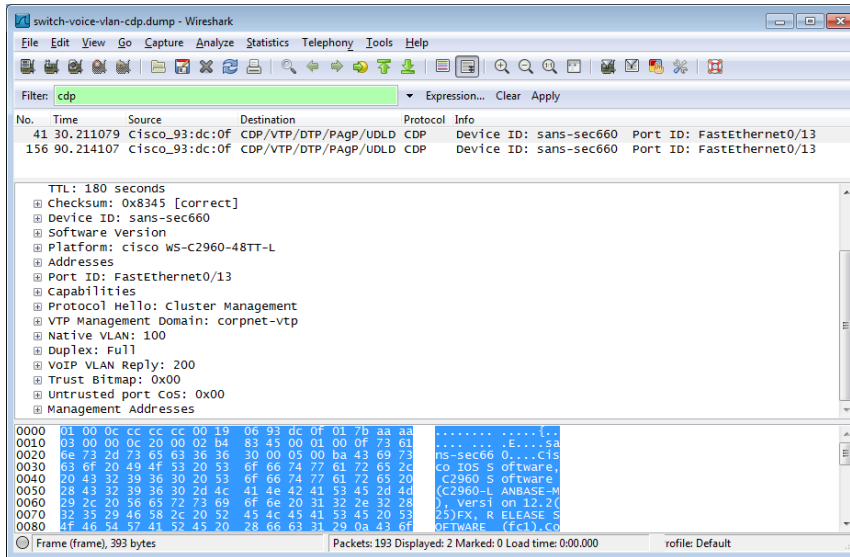 switch-voice-vlan-cdp.dump - Wireshark
File Edit View Go Capture Analyze Statistics Telephony Tools Help
Filter: cdp Expression... Clear Apply
No. Time Source Destination Protocol Info
41 30.211079 Cisco_93:dc:0f CDP/VTP/DTP/PAgP/UDLD CDP Device ID: sans-sec660 Port ID: FastEthernet0/13
156 90.214107 Cisco_93:dc:0f CDP/VTP/DTP/PAgP/UDLD CDP Device ID: sans-sec660 Port ID: FastEthernet0/13
TTL: 180 seconds
Checksum: 0x8345 [correct]
Device ID: sans-sec660
Software Version
Platform: cisco WS-C2960-48TT-L
Addresses
Port ID: FastEthernet0/13
Capabilities
Protocol Hello: Cluster Management
VTP Management Domain: corpnet-vtp
Native VLAN: 100
Duplex: Full
VoIP VLAN Reply: 200
Trust Bitmap: 0x00
Untrusted port CoS: 0x00
Management Addresses
0000 01 00 0c cc cc cc 00 19 06 93 dc 0f 01 7b aa aa ........ .....{..
0010 03 00 00 0c 20 00 02 b4 83 45 00 01 00 0f 73 61 .... ... .E....sa
0020 6e 73 2d 73 65 63 36 36 30 00 05 00 ba 43 69 73 ns-sec66 0....Cis
0030 63 6f 20 49 4f 53 20 53 6f 66 74 77 61 72 65 2c co IOS S oftware,
0040 20 43 32 39 36 30 20 53 6f 66 74 77 61 72 65 20 C2960 S oftware
0050 28 43 32 39 36 30 2d 4c 41 4e 42 41 53 45 2d 4d (C2960-L ANBASE-M
0060 29 2c 20 56 65 72 73 69 6f 6e 20 31 32 2e 32 28 ), Versi on 12.2(
0070 32 35 29 46 58 2c 20 52 45 4c 45 41 53 45 20 53 25)FX, R ELEASE S
0080 4f 46 54 57 41 52 45 20 28 66 63 31 29 0a 43 6f OFTWARE (fc1).Co
Frame (frame), 393 bytes Packets: 193 Displayed: 2 Marked: 0 Load time: 0:00.000 rofile: Default